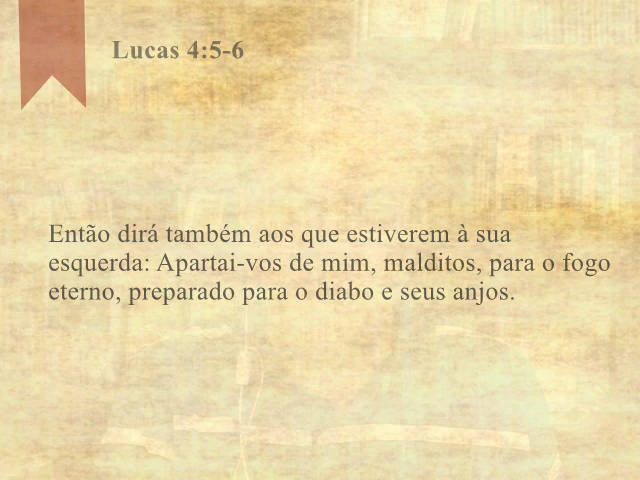 Lucas 4:5-6
Então dirá também aos que estiverem à sua
esquerda: Apartai-vos de mim, malditos, para o fogo
eterno, preparado para o diabo e seus anjos.